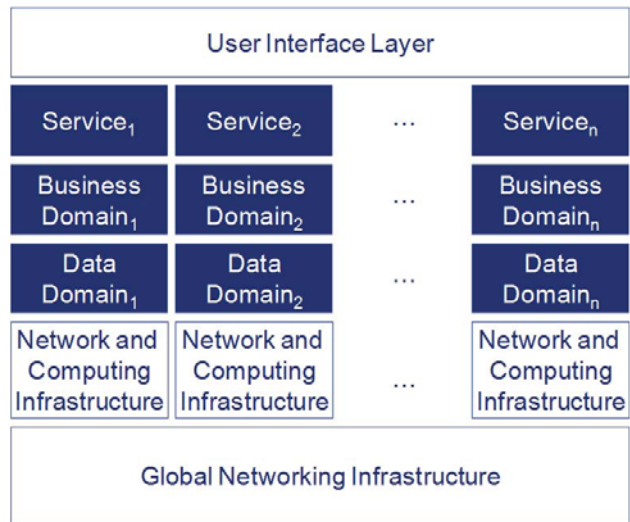 User Interface Layer
Service₁ Service₂ ... Serviceₙ
Business Business ... Business
Domain₁ Domain₂ Domainₙ
Data Data ... Data
Domain₁ Domain₂ Domainₙ
Network and Network and Network and
Computing Computing ... Computing
Infrastructure Infrastructure Infrastructure
Global Networking Infrastructure